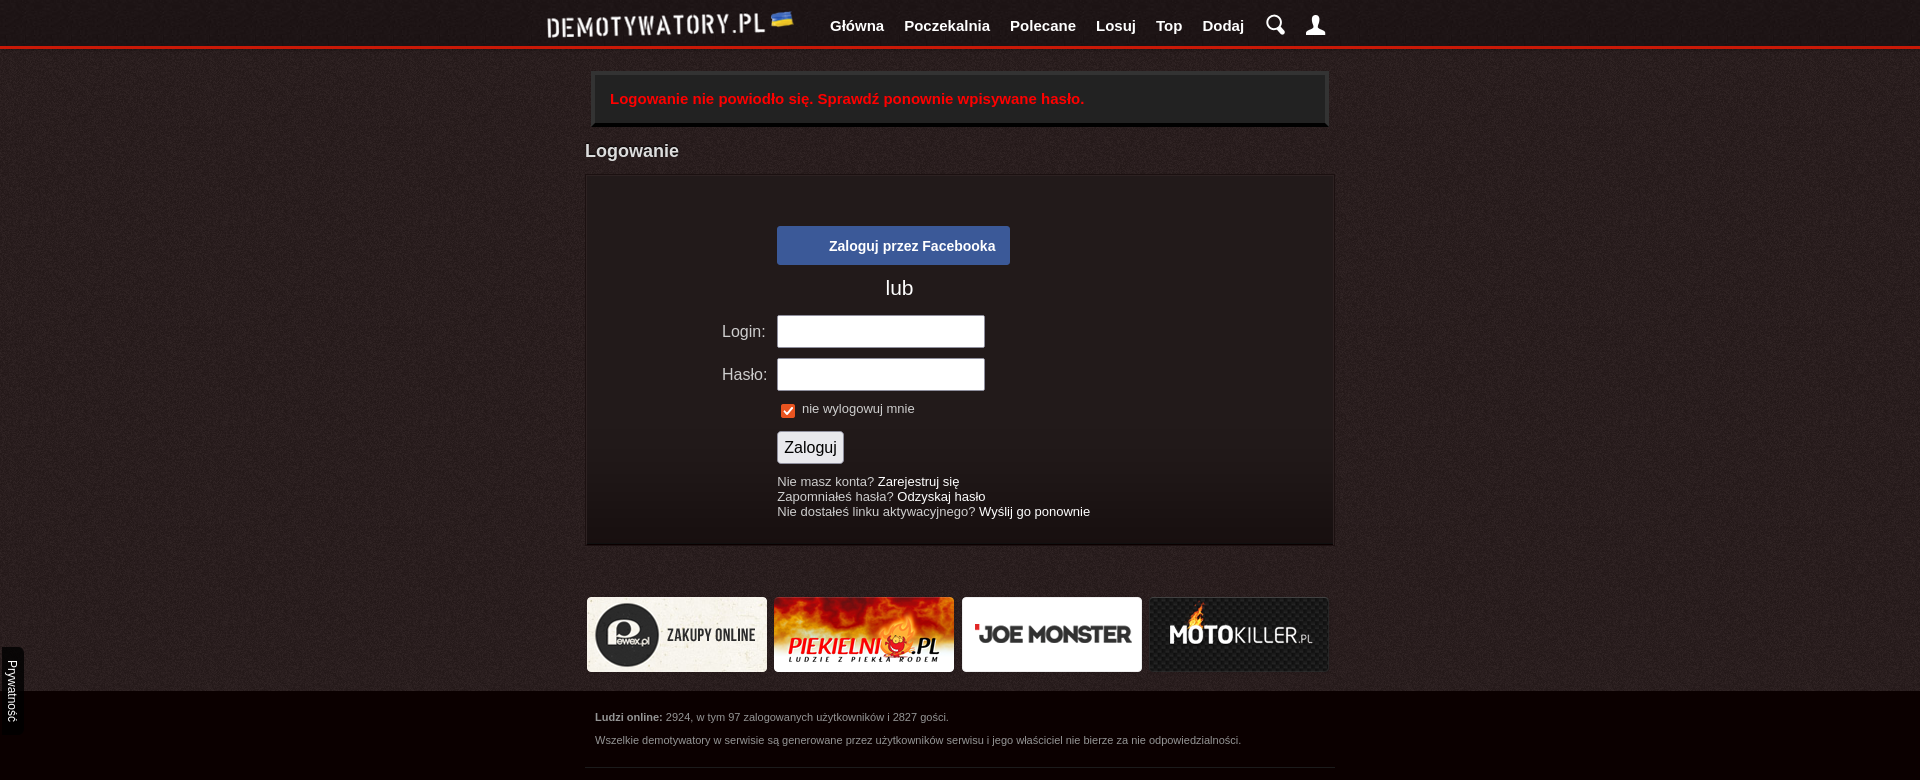 DEMOTYWATORY.PL Główna Poczekalnia Polecane Losuj Top Dodaj
Logowanie nie powiodło się. Sprawdź ponownie wpisywane hasło.
Logowanie
Zaloguj przez Facebooka
lub
Login:
Hasło:
nie wylogowuj mnie
Zaloguj
Nie masz konta? Zarejestruj się
Zapomniałeś hasła? Odzyskaj hasło
Nie dostałeś linku aktywacyjnego? Wyślij go ponownie
Pewex.pl ZAKUPY ONLINE
PIEKIELNI.PL
LUDZIE Z PIEKŁA RODEM
JOE MONSTER
MOTOKILLER.PL
Prywatność
Ludzi online: 2924, w tym 97 zalogowanych użytkowników i 2827 gości.
Wszelkie demotywatory w serwisie są generowane przez użytkowników serwisu i jego właściciel nie bierze za nie odpowiedzialności.